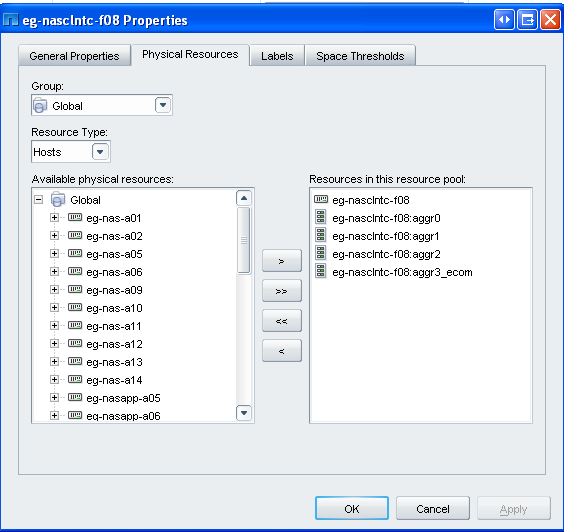 eg-nasclntc-f08 Properties
General Properties
Physical Resources
Labels
Space Thresholds
Group:
Global
Resource Type:
Hosts
Available physical resources:
Global
eg-nas-a01
eg-nas-a02
eg-nas-a05
eg-nas-a06
eg-nas-a09
eg-nas-a10
eg-nas-a11
eg-nas-a12
eg-nas-a13
eg-nas-a14
eg-nasapp-a05
eg-nasapp-a06
>
>>
<<
<
Resources in this resource pool:
eg-nasclntc-f08
eg-nasclntc-f08:aggr0
eg-nasclntc-f08:aggr1
eg-nasclntc-f08:aggr2
eg-nasclntc-f08:aggr3_ecom
OK
Cancel
Apply